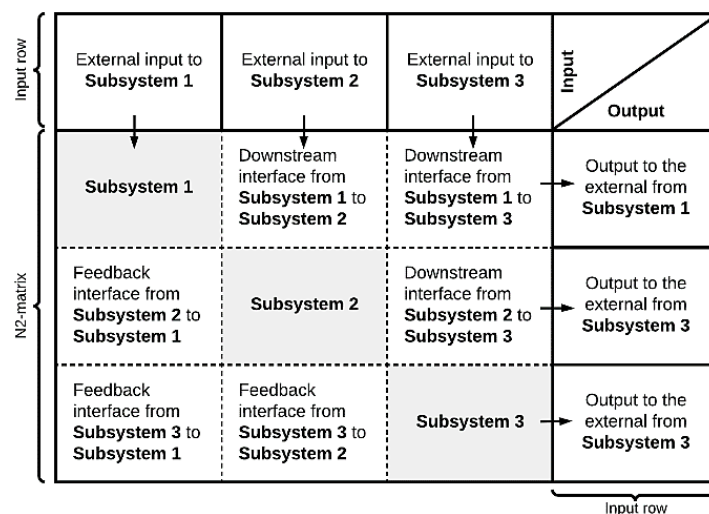 Input row
External input to
Subsystem 1
External input to
Subsystem 2
External input to
Subsystem 3
Input
Output
N2-matrix
Subsystem 1
Downstream
interface from
Subsystem 1 to
Subsystem 2
Downstream
interface from
Subsystem 1 to
Subsystem 3
Output to the
external from
Subsystem 1
Feedback
interface from
Subsystem 2 to
Subsystem 1
Subsystem 2
Downstream
interface from
Subsystem 2 to
Subsystem 3
Output to the
external from
Subsystem 3
Feedback
interface from
Subsystem 3 to
Subsystem 1
Feedback
interface from
Subsystem 3 to
Subsystem 2
Subsystem 3
Output to the
external from
Subsystem 3
Input row